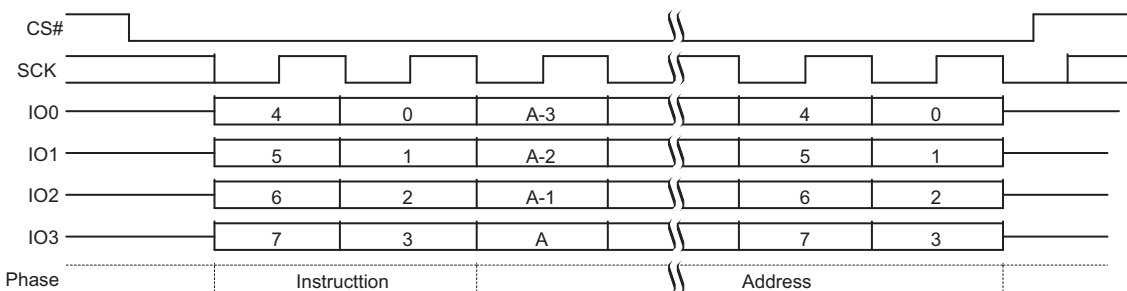 CS#
SCK
IO0 4 0 A-3 4 0
IO1 5 1 A-2 5 1
IO2 6 2 A-1 6 2
IO3 7 3 A 7 3
Phase Instructtion Address